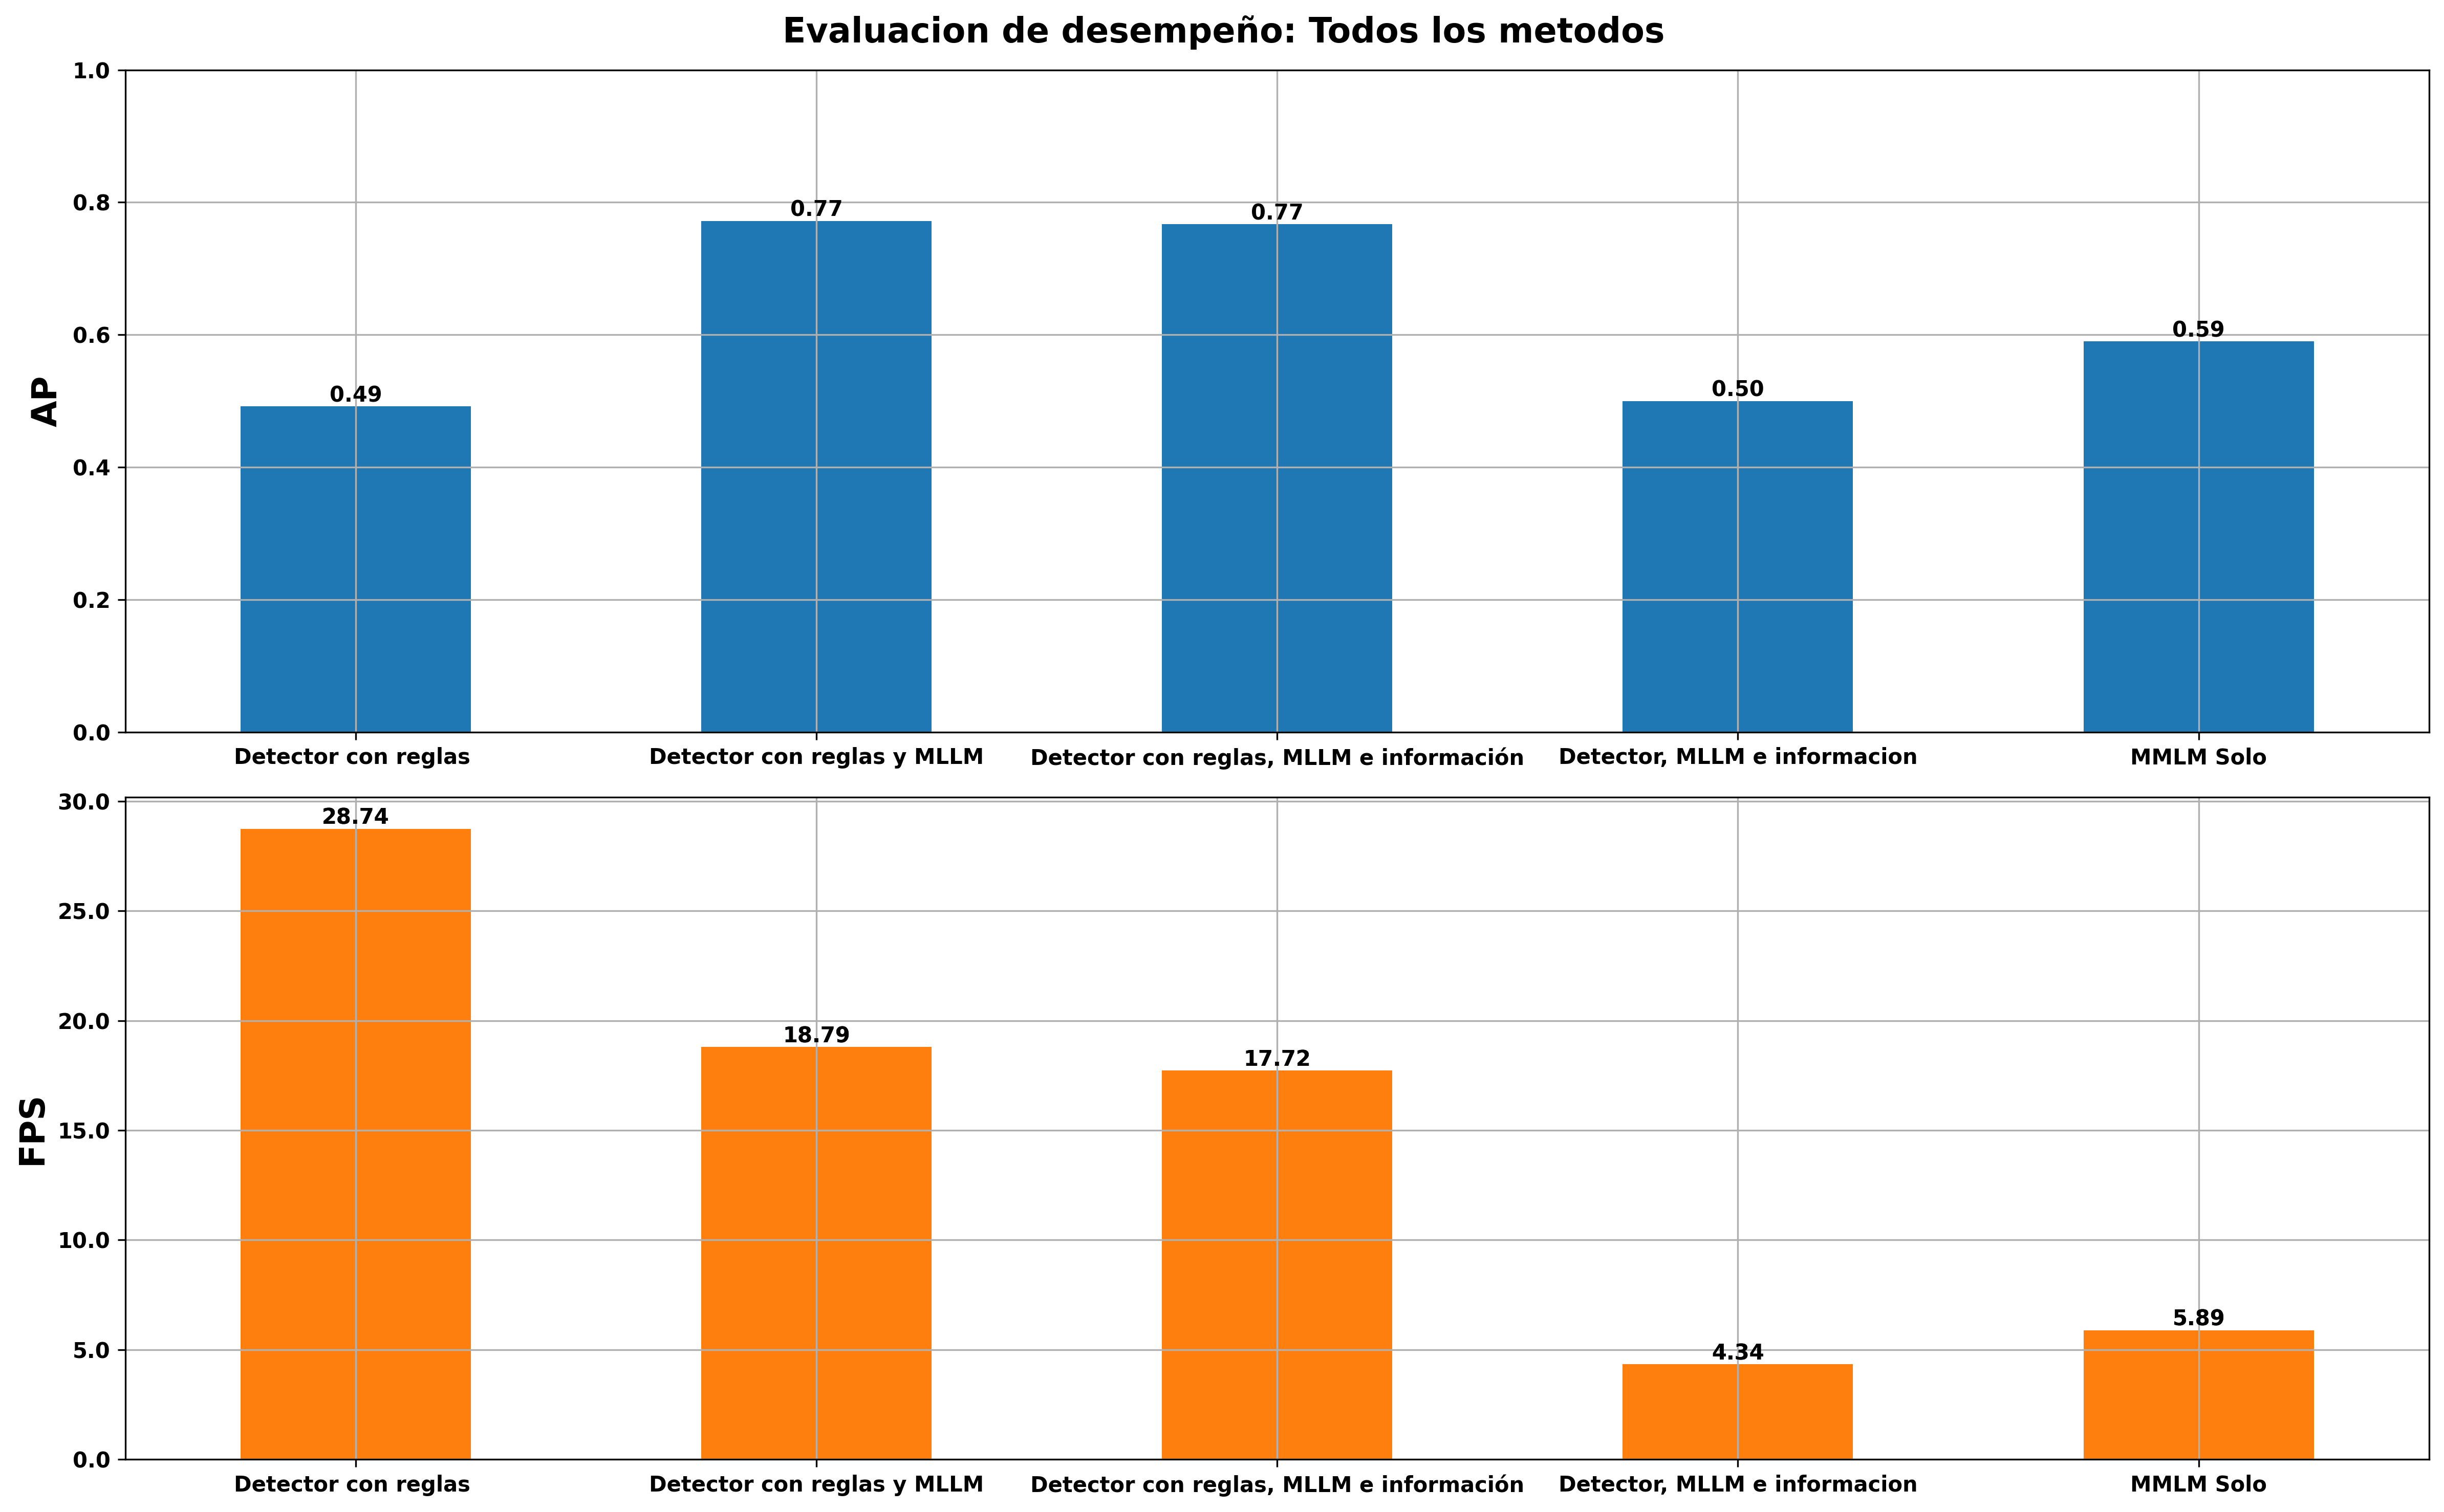 Evaluacion de desempeño: Todos los metodos
AP
1.0
0.8
0.6
0.4
0.2
0.0
0.49
0.77
0.77
0.50
0.59
Detector con reglas
Detector con reglas y MLLM
Detector con reglas, MLLM e información
Detector, MLLM e informacion
MMLM Solo
FPS
30.0
25.0
20.0
15.0
10.0
5.0
0.0
28.74
18.79
17.72
4.34
5.89
Detector con reglas
Detector con reglas y MLLM
Detector con reglas, MLLM e información
Detector, MLLM e informacion
MMLM Solo